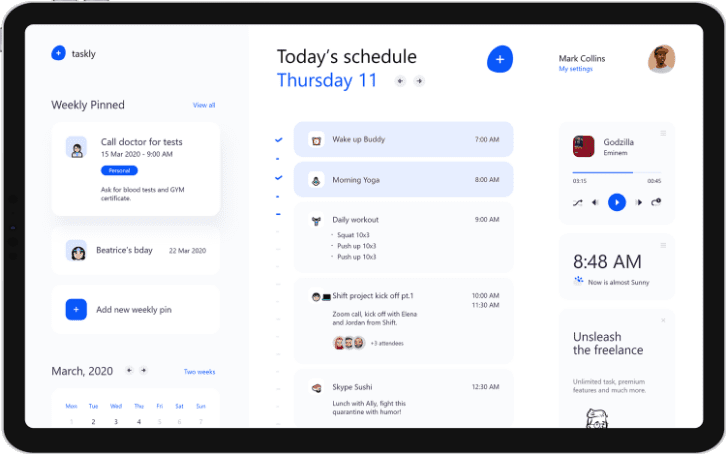 taskly
Weekly Pinned
View all
Call doctor for tests
15 Mar 2020 - 9:00 AM
Personal
Ask for blood tests and GYM
certificate.
Beatrice's bday
22 Mar 2020
Add new weekly pin
March, 2020
Two weeks
Mon Tue Wed Thu Fri Sat Sun
1 2 3 4 5 6 7
Today's schedule
Thursday 11
Wake up Buddy
7:00 AM
Morning Yoga
8:00 AM
Daily workout
9:00 AM
· Squat 10x3
· Push up 10x3
· Push up 10x3
Shift project kick off pt.1
10:00 AM
11:30 AM
Zoom call, kick off with Elena
and Jordan from Shift.
+3 attendees
Skype Sushi
12:30 AM
Lunch with Ally, fight this
quarantine with humor!
Mark Collins
My settings
Godzilla
Eminem
03:15
00:45
8:48 AM
Now is almost Sunny
Unsleash
the freelance
Unlimited task, premium
features and much more.